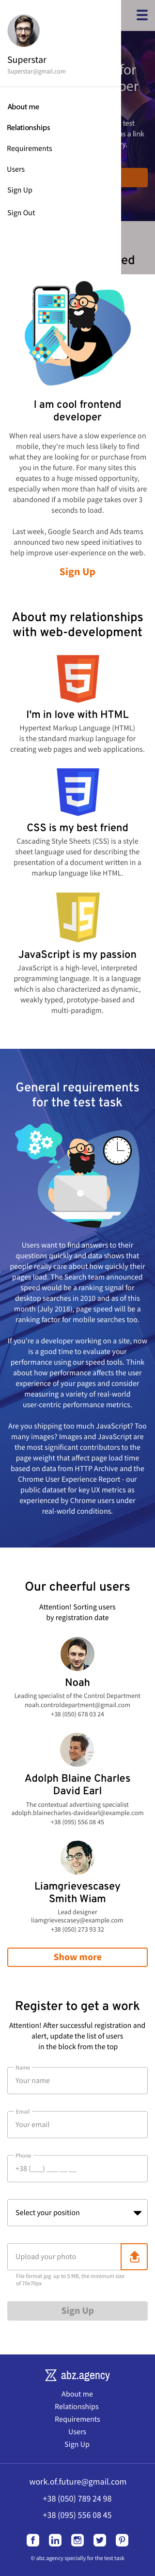 for
per
test
as a link
y.
Superstar
Superstar@gmail.com
About me
Relationships
Requirements
Users
Sign Up
Sign Out
ed
I am cool frontend
developer
When real users have a slow experience on
mobile, they're much less likely to find
what they are looking for or purchase from
you in the future. For many sites this
equates to a huge missed opportunity,
especially when more than half of visits are
abandoned if a mobile page takes over 3
seconds to load.
Last week, Google Search and Ads teams
announced two new speed initiatives to
help improve user-experience on the web.
Sign Up
About my relationships
with web-development
I'm in love with HTML
Hypertext Markup Language (HTML)
is the standard markup language for
creating web pages and web applications.
CSS is my best friend
Cascading Style Sheets (CSS) is a style
sheet language used for describing the
presentation of a document written in a
markup language like HTML.
JS
JavaScript is my passion
JavaScript is a high-level, interpreted
programming language. It is a language
which is also characterized as dynamic,
weakly typed, prototype-based and
multi-paradigm.
General requirements
for the test task
Users want to find answers to their
questions quickly and data shows that
people really care about how quickly their
pages load. The Search team announced
speed would be a ranking signal for
desktop searches in 2010 and as of this
month (July 2018), page speed will be a
ranking factor for mobile searches too.
If you're a developer working on a site, now
is a good time to evaluate your
performance using our speed tools. Think
about how performance affects the user
experience of your pages and consider
measuring a variety of real-world
user-centric performance metrics.
Are you shipping too much JavaScript? Too
many images? Images and JavaScript are
the most significant contributors to the
page weight that affect page load time
based on data from HTTP Archive and the
Chrome User Experience Report - our
public dataset for key UX metrics as
experienced by Chrome users under
real-world conditions.
Our cheerful users
Attention! Sorting users
by registration date
Noah
Leading specialist of the Control Department
noah.controldepartment@gmail.com
+38 (050) 678 03 24
Adolph Blaine Charles
David Earl
The contextual advertising specialist
adolph.blainecharles-davidearl@example.com
+38 (095) 556 08 45
Liamgrievescasey
Smith Wiam
Lead designer
liamgrievescasey@example.com
+38 (050) 273 93 32
Show more
Register to get a work
Attention! After successful registration and
alert, update the list of users
in the block from the top
Name
Your name
Email
Your email
Phone
+38 (___) ___ __ __
Select your position
Upload your photo
File format jpg up to 5 MB, the minimum size
of 70x70px
Sign Up
abz.agency
About me
Relationships
Requirements
Users
Sign Up
work.of.future@gmail.com
+38 (050) 789 24 98
+38 (095) 556 08 45
© abz.agency specially for the test task